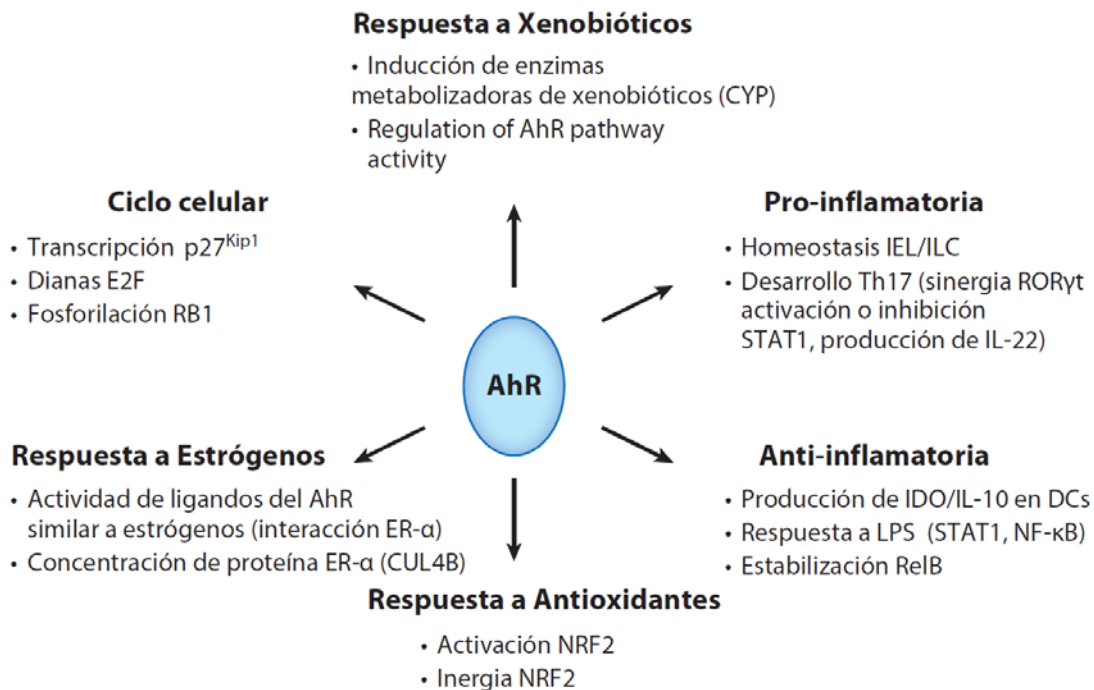 Respuesta a Xenobióticos
• Inducción de enzimas
metabolizadoras de xenobióticos (CYP)
• Regulation of AhR pathway
activity
Ciclo celular
• Transcripción p27Kip1
• Dianas E2F
• Fosforilación RB1
Pro-inflamatoria
• Homeostasis IEL/ILC
• Desarrollo Th17 (sinergia RORγt
activación o inhibición
STAT1, producción de IL-22)
AhR
Respuesta a Estrógenos
• Actividad de ligandos del AhR
similar a estrógenos (interacción ER-α)
• Concentración de proteína ER-α (CUL4B)
Anti-inflamatoria
• Producción de IDO/IL-10 en DCs
• Respuesta a LPS (STAT1, NF-κB)
• Estabilización RelB
Respuesta a Antioxidantes
• Activación NRF2
• Inergia NRF2